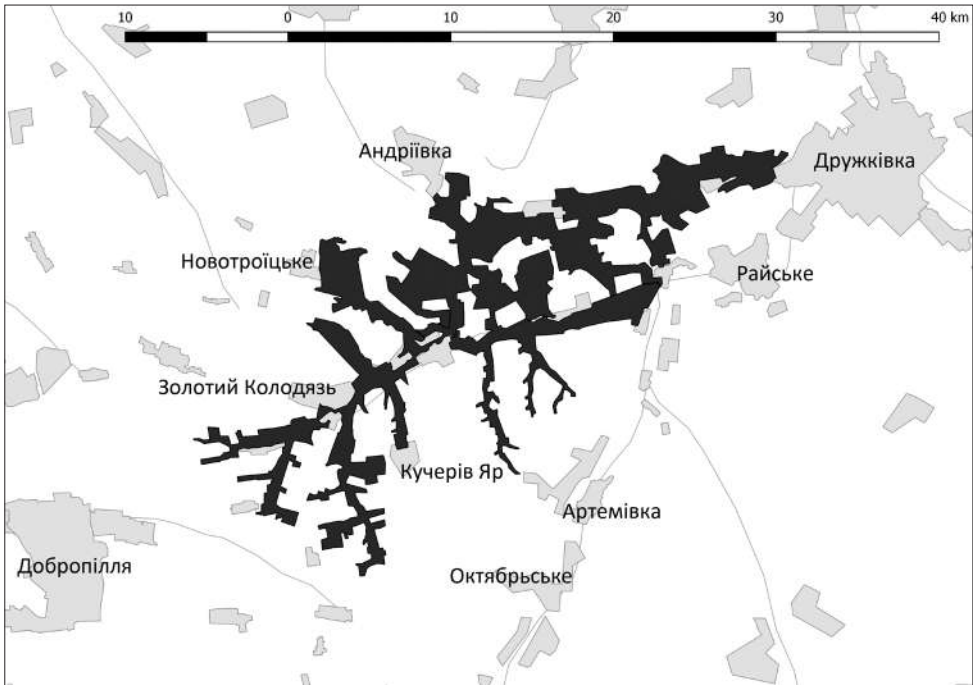 10 0 10 20 30 40 km
Андріївка
Дружківка
Новотроїцьке
Райське
Золотий Колодязь
Кучерів Яр
Артемівка
Добропілля
Октябрьське